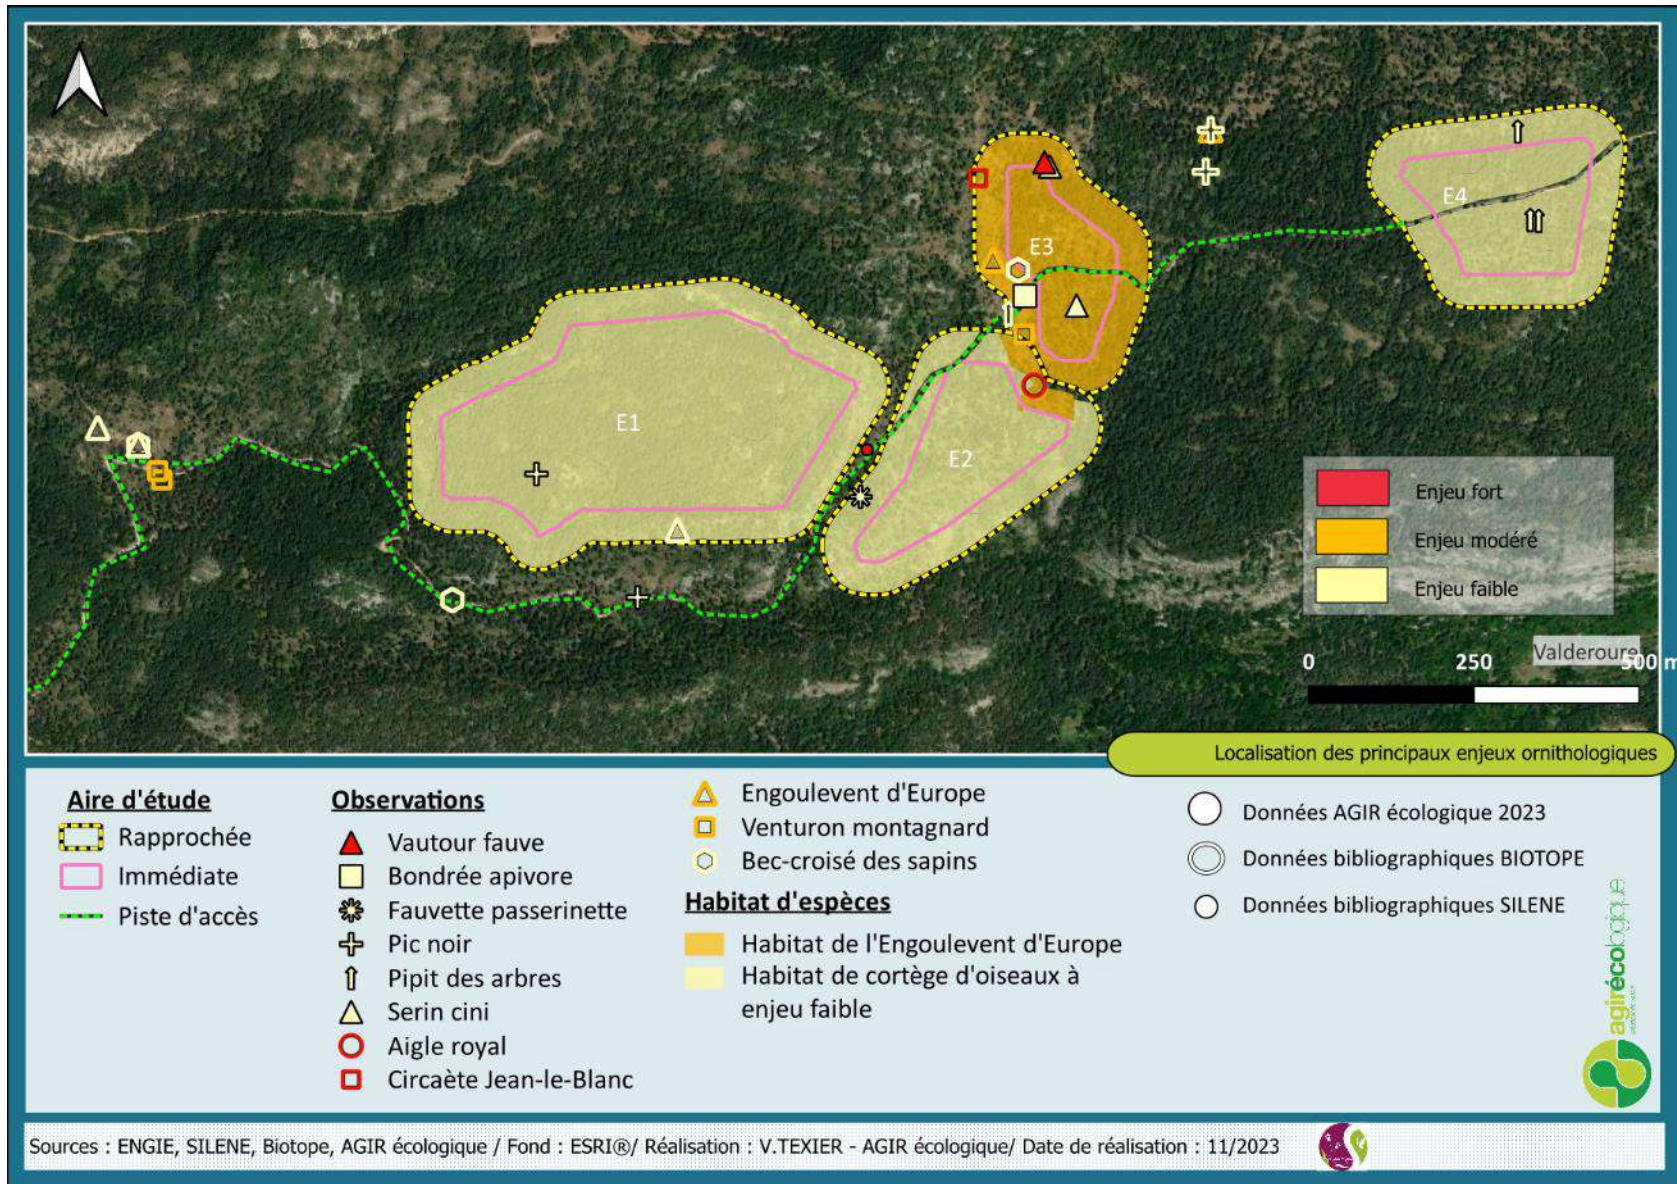 E3
E4
E1
E2
Enjeu fort
Enjeu modéré
Enjeu faible
Valderoure
0 250 500 m
Localisation des principaux enjeux ornithologiques
Aire d'étude
Rapprochée
Immédiate
Piste d'accès
Observations
Vautour fauve
Bondrée apivore
Fauvette passerinette
Pic noir
Pipit des arbres
Serin cini
Aigle royal
Circaète Jean-le-Blanc
Engoulevent d'Europe
Venturon montagnard
Bec-croisé des sapins
Habitat d'espèces
Habitat de l'Engoulevent d'Europe
Habitat de cortège d'oiseaux à
enjeu faible
Données AGIR écologique 2023
Données bibliographiques BIOTOPE
Données bibliographiques SILENE
agirécologique
Sources : ENGIE, SILENE, Biotope, AGIR écologique / Fond : ESRI®/ Réalisation : V.TEXIER - AGIR écologique/ Date de réalisation : 11/2023